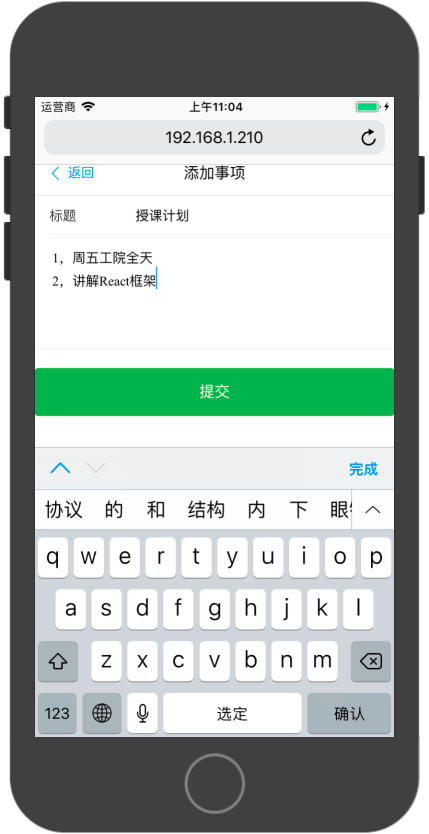 运营商 上午11:04
192.168.1.210
返回 添加事项
标题 授课计划
1，周五工院全天
2，讲解React框架
提交
完成
协议 的 和 结构 内 下 眼
q w e r t y u i o p
a s d f g h j k l
z x c v b n m
123 选定 确认